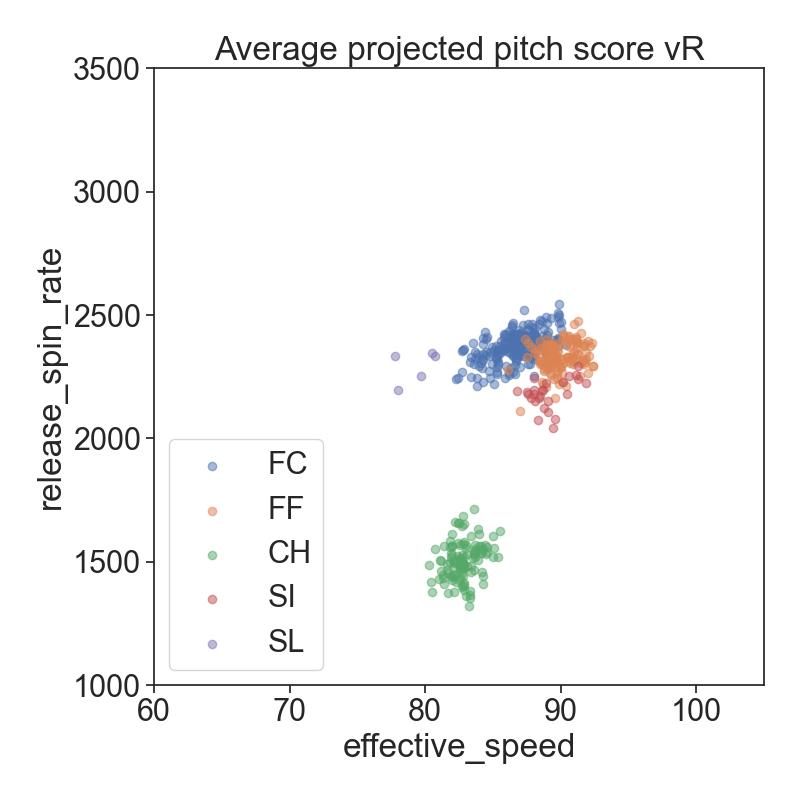 Average projected pitch score vR
3500
3000
2500
2000
1500
1000
release_spin_rate
FC
FF
CH
SI
SL
60 70 80 90 100
effective_speed